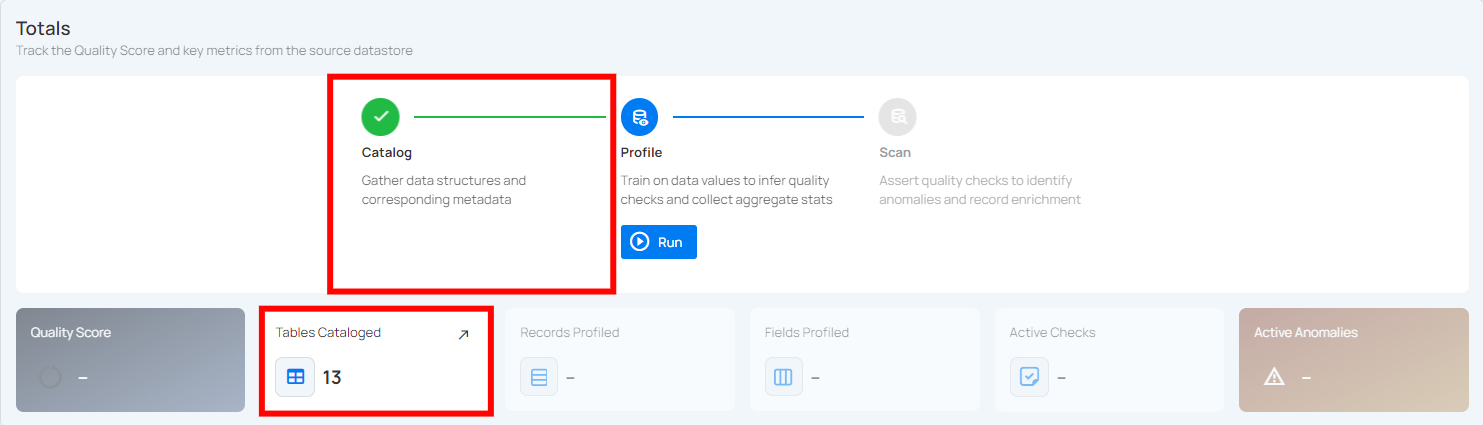 Totals
Track the Quality Score and key metrics from the source datastore
Catalog
Gather data structures and
corresponding metadata
Profile
Train on data values to infer quality
checks and collect aggregate stats
Run
Scan
Assert quality checks to identify
anomalies and record enrichment
Quality Score
–
Tables Cataloged
13
Records Profiled
–
Fields Profiled
–
Active Checks
–
Active Anomalies
–